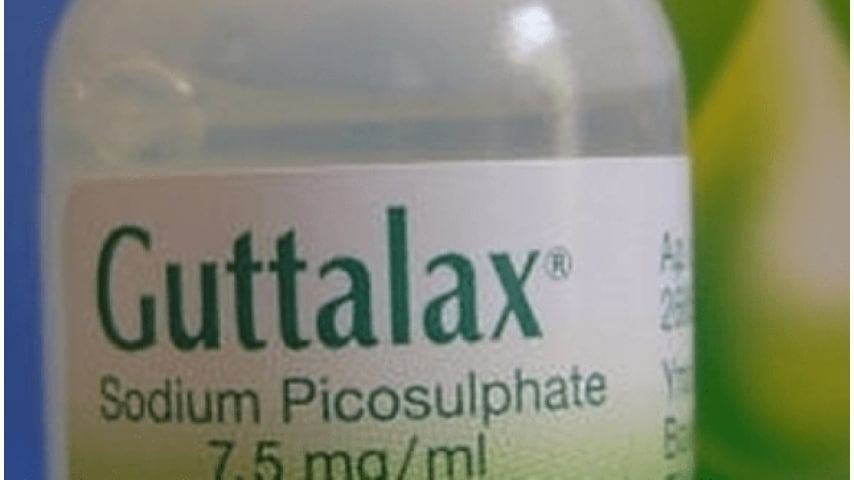 Guttalax®
Sodium Picosulphate
7,5 mg/ml